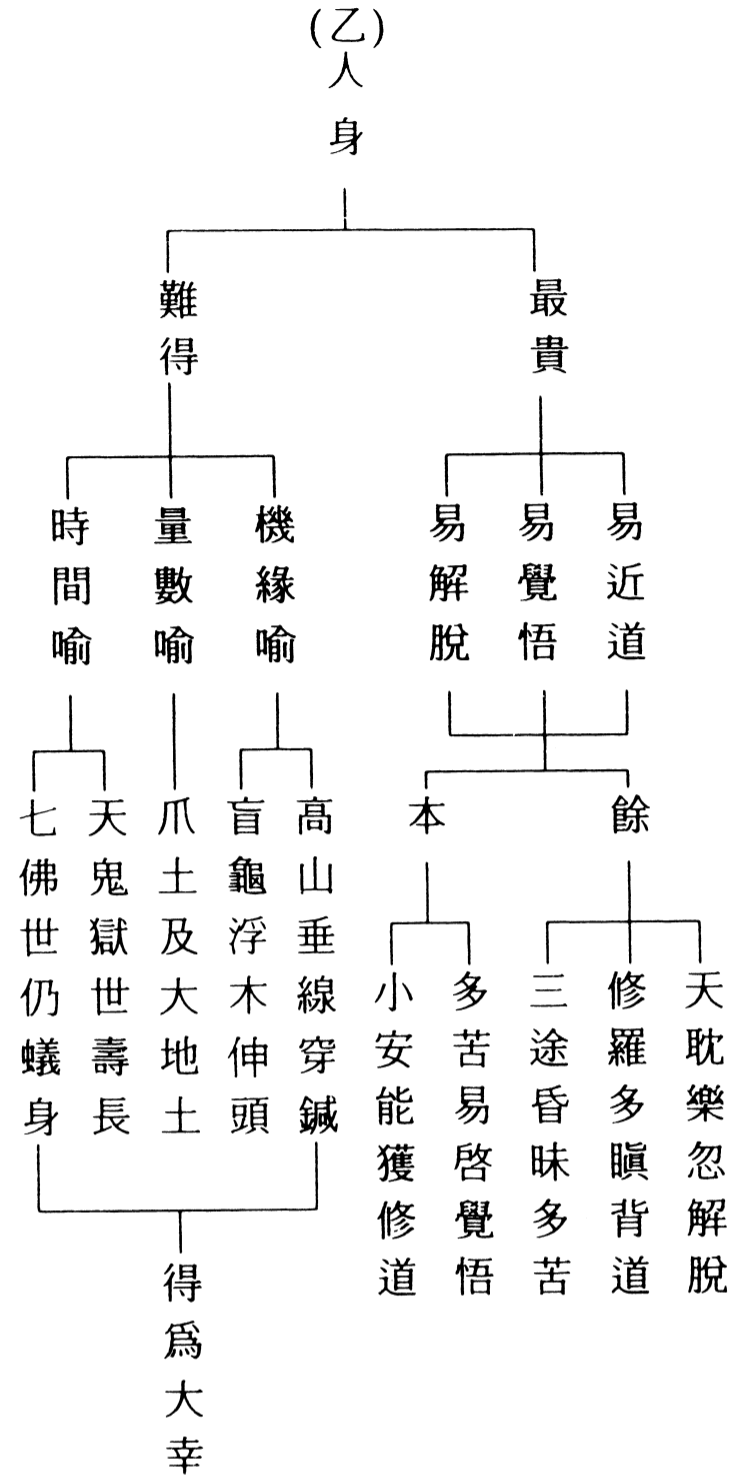 (乙)人身
最貴
難得
易近道
易覺悟
易解脫
機緣喻
量數喻
時間喻
餘
本
高山垂線穿鍼
盲龜浮木伸頭
爪土及大地土
天鬼獄世壽長
七佛世仍蟻身
天耽樂忽解脫
修羅多瞋背道
三途昏昧多苦
多苦易啓覺悟
小安能獲修道
得爲大幸